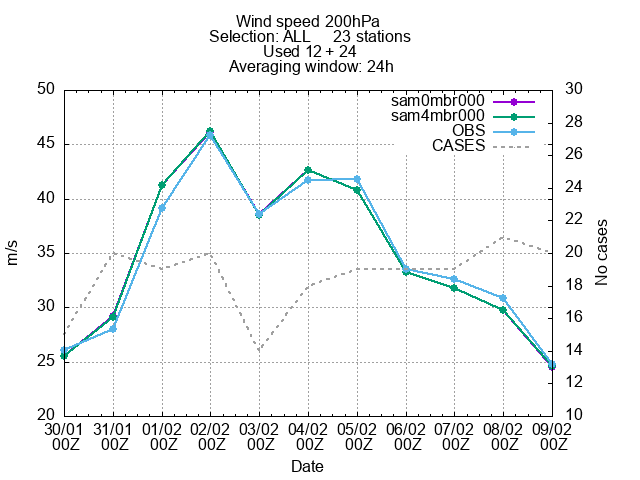 Wind speed 200hPa
Selection: ALL 23 stations
Used 12 + 24
Averaging window: 24h
sam0mbr000
sam4mbr000
OBS
CASES
50
45
40
35
30
25
20
m/s
30
28
26
24
22
20
18
16
14
12
10
No cases
30/01 31/01 01/02 02/02 03/02 04/02 05/02 06/02 07/02 08/02 09/02
00Z 00Z 00Z 00Z 00Z 00Z 00Z 00Z 00Z 00Z 00Z
Date